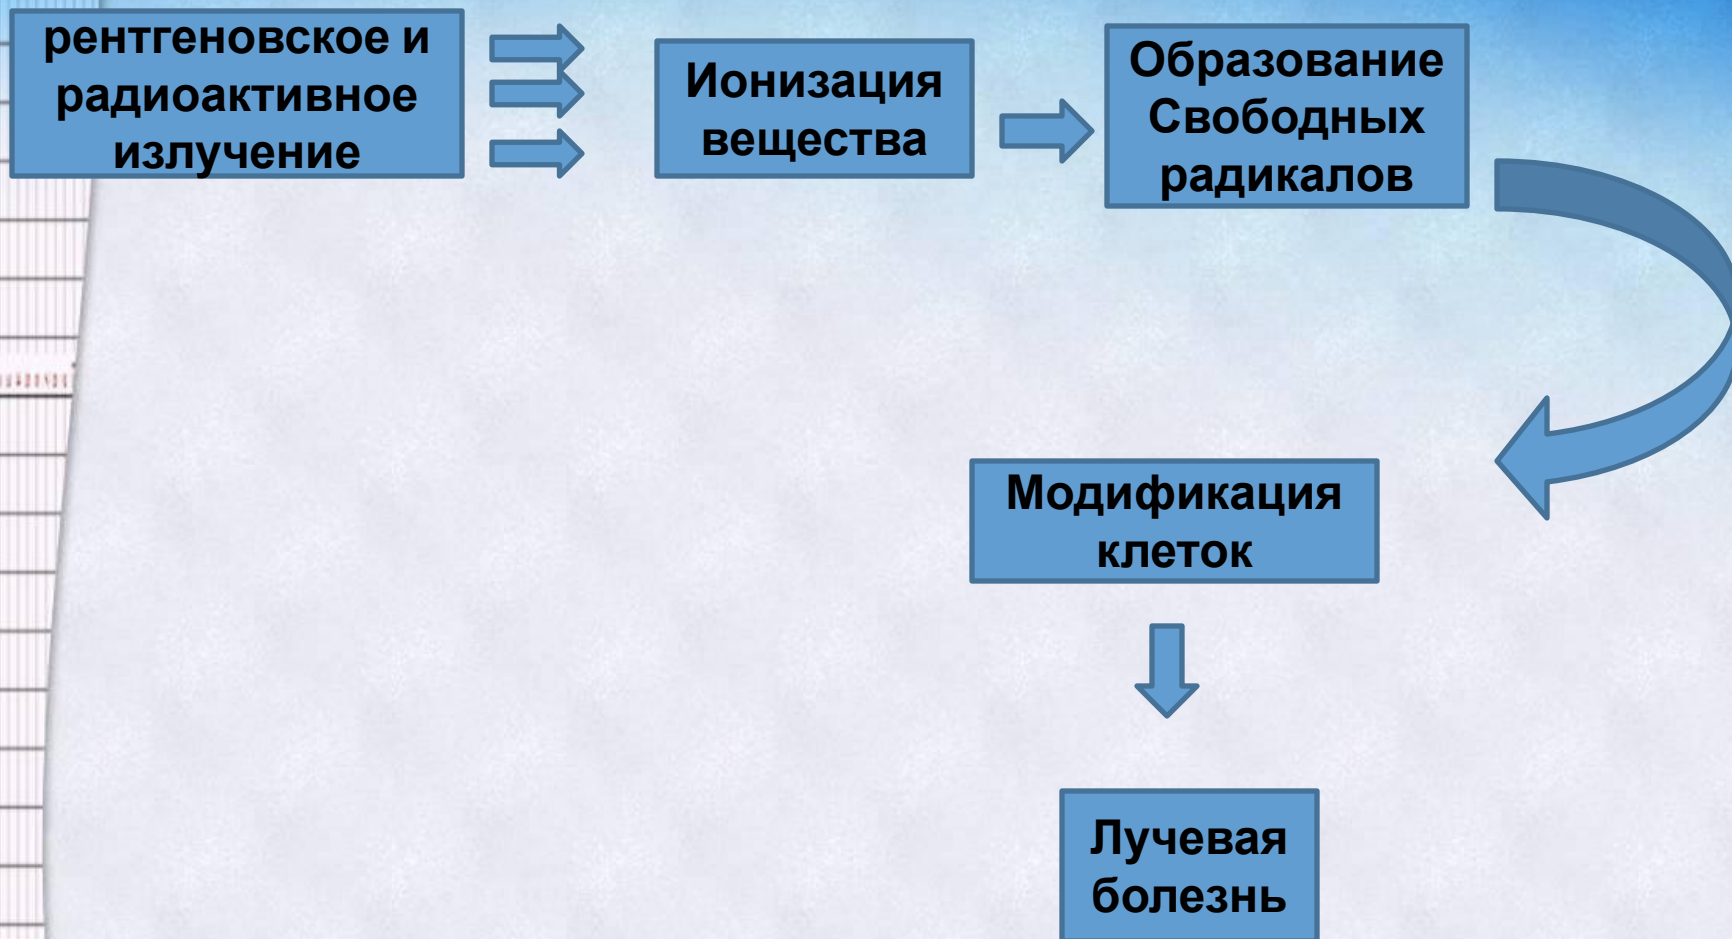 рентгеновское и
радиоактивное
излучение
Ионизация
вещества
Образование
Свободных
радикалов
Модификация
клеток
Лучевая
болезнь